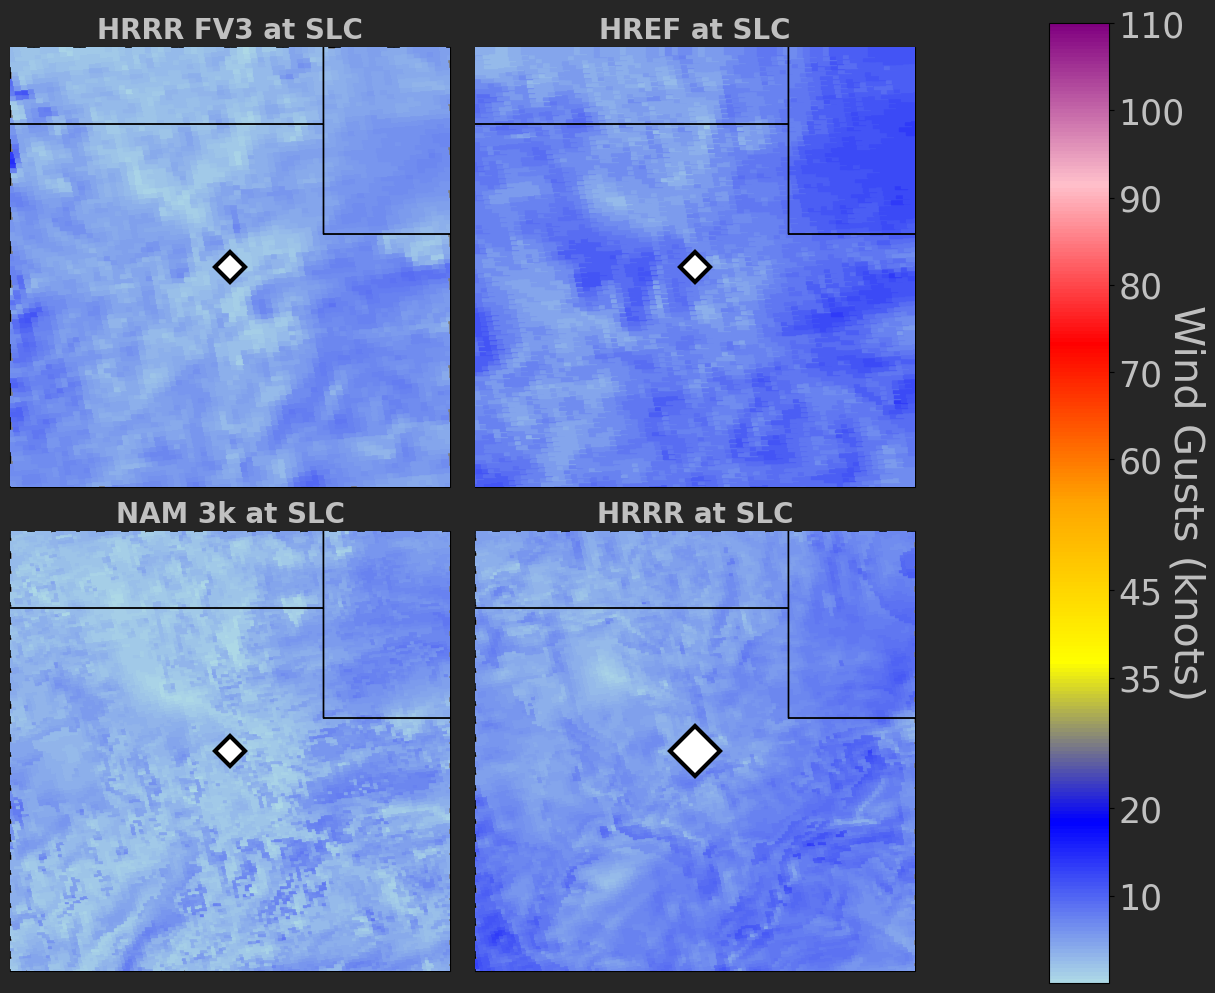 HRRR FV3 at SLC
HREF at SLC
NAM 3k at SLC
HRRR at SLC
110
100
90
80
70
60
45
35
20
10
Wind Gusts (knots)